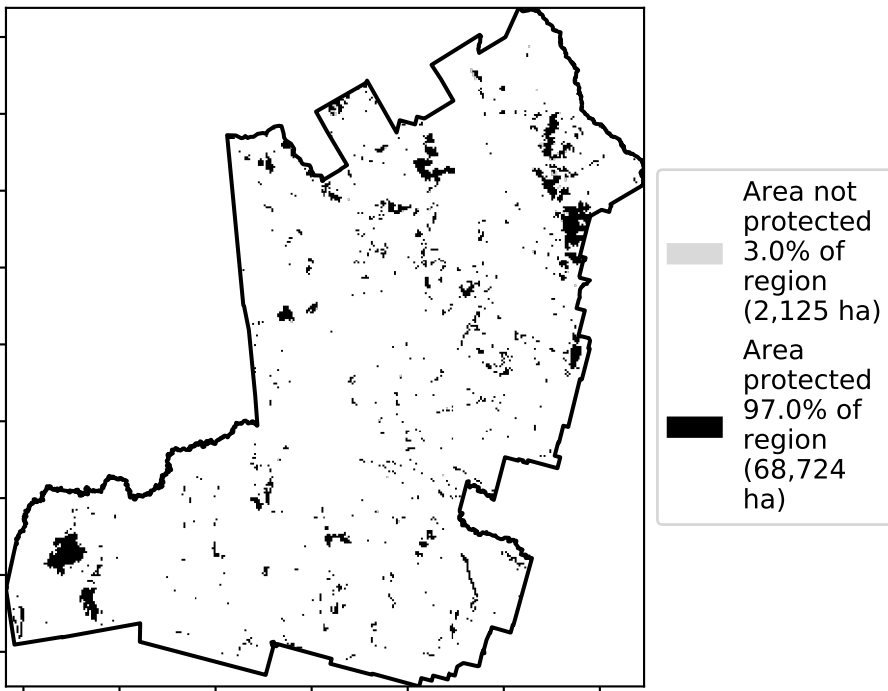 Area not
protected
3.0% of
region
(2,125 ha)
Area
protected
97.0% of
region
(68,724
ha)